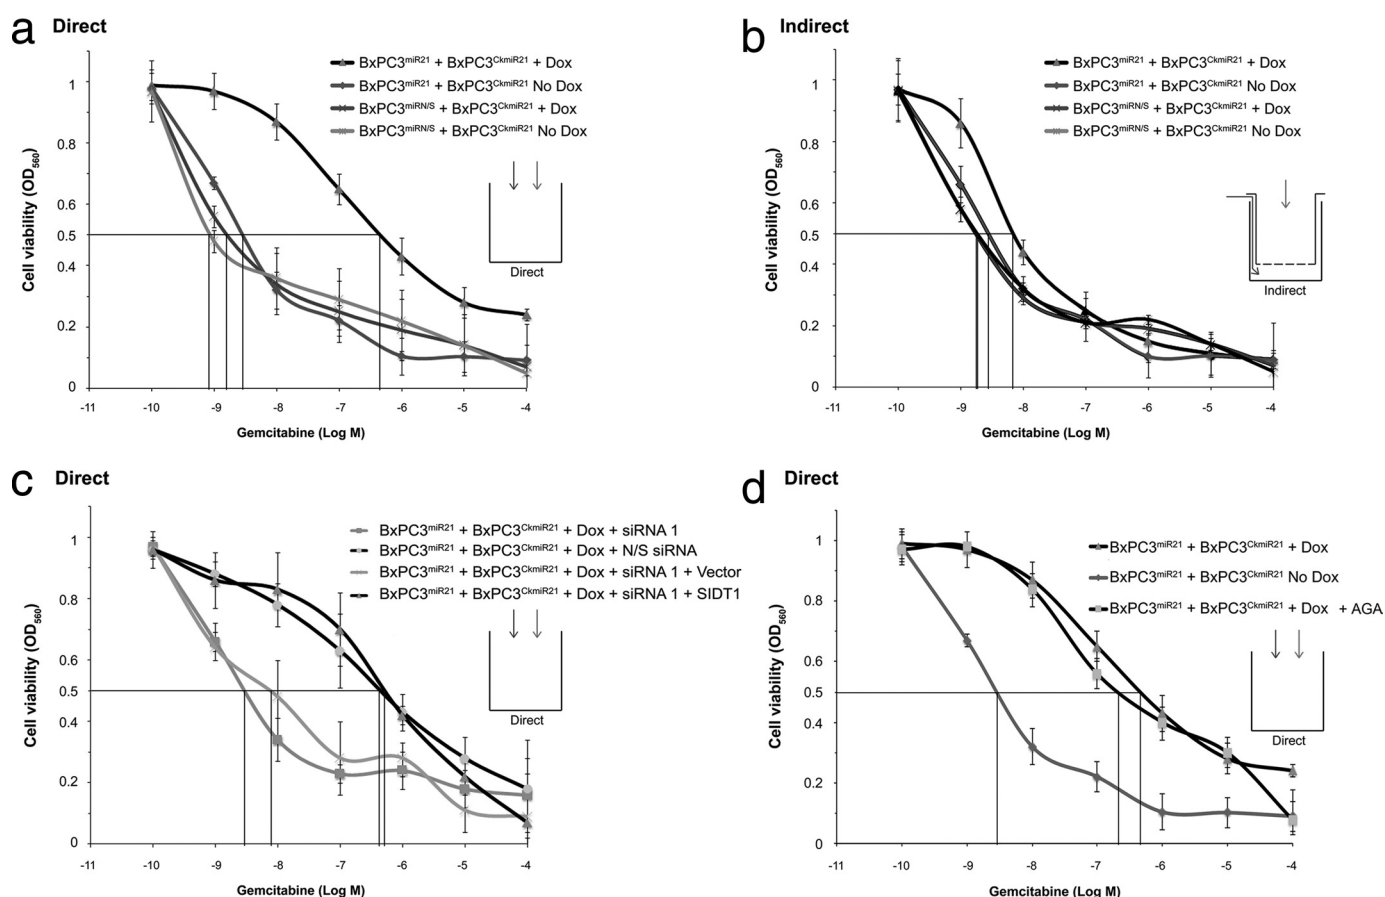 a Direct
BxPC3miR21 + BxPC3CkmiR21 + Dox
BxPC3miR21 + BxPC3CkmiR21 No Dox
BxPC3miRN/S + BxPC3CkmiR21 + Dox
BxPC3miRN/S + BxPC3CkmiR21 No Dox
Cell viability (OD560)
1
0.8
0.6
0.5
0.4
0.2
0
-11 -10 -9 -8 -7 -6 -5 -4
Gemcitabine (Log M)
Direct
b Indirect
BxPC3miR21 + BxPC3CkmiR21 + Dox
BxPC3miR21 + BxPC3CkmiR21 No Dox
BxPC3miRN/S + BxPC3CkmiR21 + Dox
BxPC3miRN/S + BxPC3CkmiR21 No Dox
Cell viability (OD560)
1
0.8
0.6
0.5
0.4
0.2
0
-11 -10 -9 -8 -7 -6 -5 -4
Gemcitabine (Log M)
Indirect
c Direct
BxPC3miR21 + BxPC3CkmiR21 + Dox + siRNA 1
BxPC3miR21 + BxPC3CkmiR21 + Dox + N/S siRNA
BxPC3miR21 + BxPC3CkmiR21 + Dox + siRNA 1 + Vector
BxPC3miR21 + BxPC3CkmiR21 + Dox + siRNA 1 + SIDT1
Cell viability (OD560)
1
0.8
0.6
0.5
0.4
0.2
0
-11 -10 -9 -8 -7 -6 -5 -4
Gemcitabine (Log M)
Direct
d Direct
BxPC3miR21 + BxPC3CkmiR21 + Dox
BxPC3miR21 + BxPC3CkmiR21 No Dox
BxPC3miR21 + BxPC3CkmiR21 + Dox + AGA
Cell viability (OD560)
1
0.8
0.6
0.5
0.4
0.2
0
-11 -10 -9 -8 -7 -6 -5 -4
Gemcitabine (Log M)
Direct